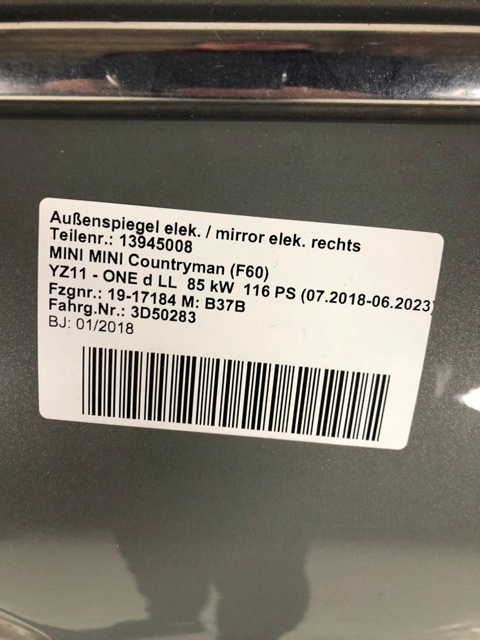 Außenspiegel elek. / mirror elek. rechts
Teilenr.: 13945008
MINI MINI Countryman (F60)
YZ11 - ONE d LL 85 kW 116 PS (07.2018-06.2023)
Fzgnr.: 19-17184 M: B37B
Fahrg.Nr.: 3D50283
BJ: 01/2018